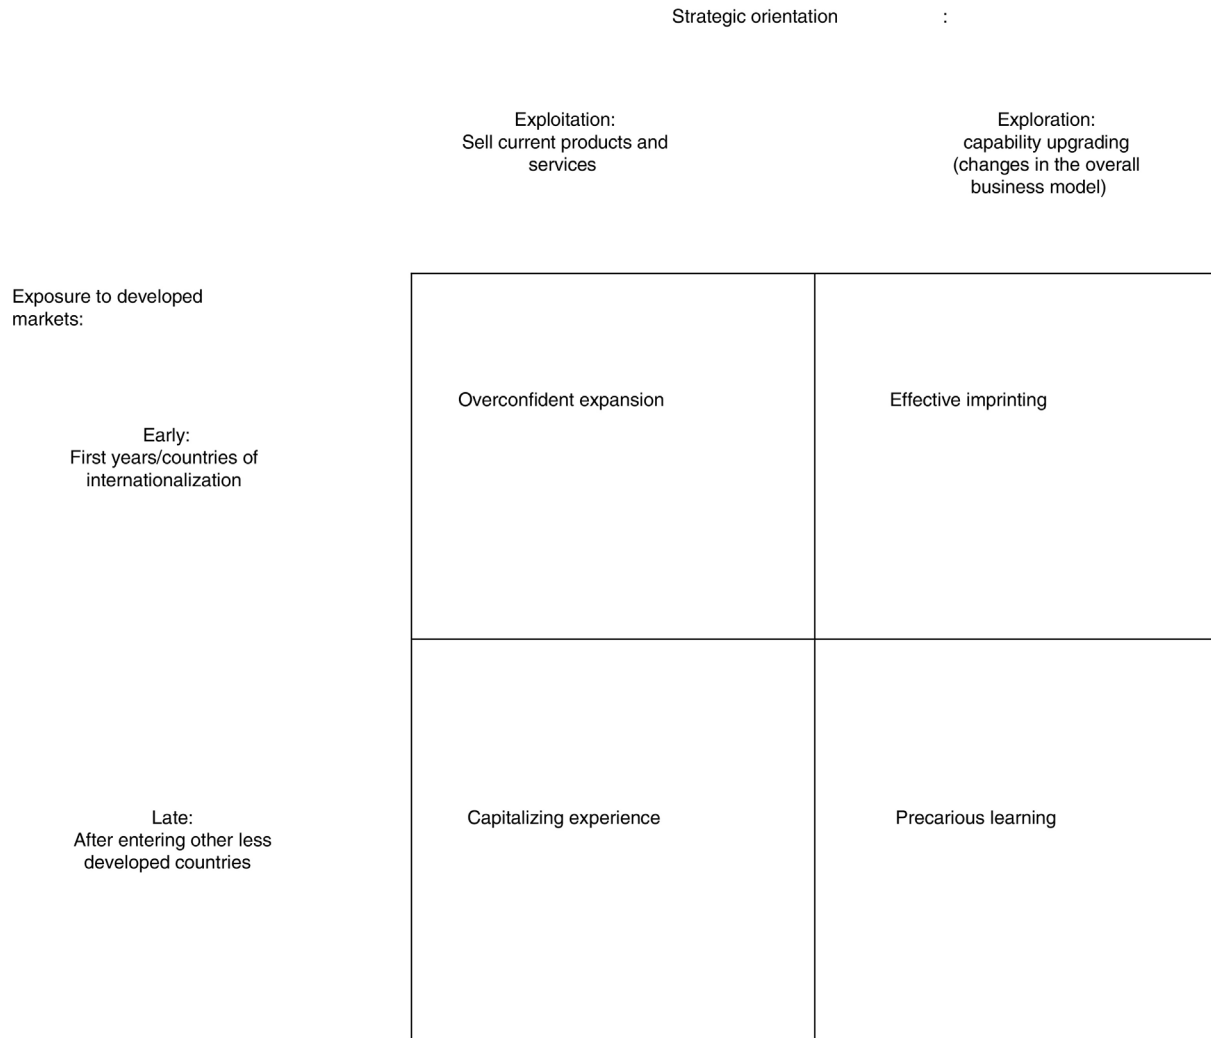 Strategic orientation :
Exploitation:
Sell current products and
services
Exploration:
capability upgrading
(changes in the overall
business model)
Exposure to developed
markets:
Early:
First years/countries of
internationalization
Overconfident expansion
Effective imprinting
Late:
After entering other less
developed countries
Capitalizing experience
Precarious learning